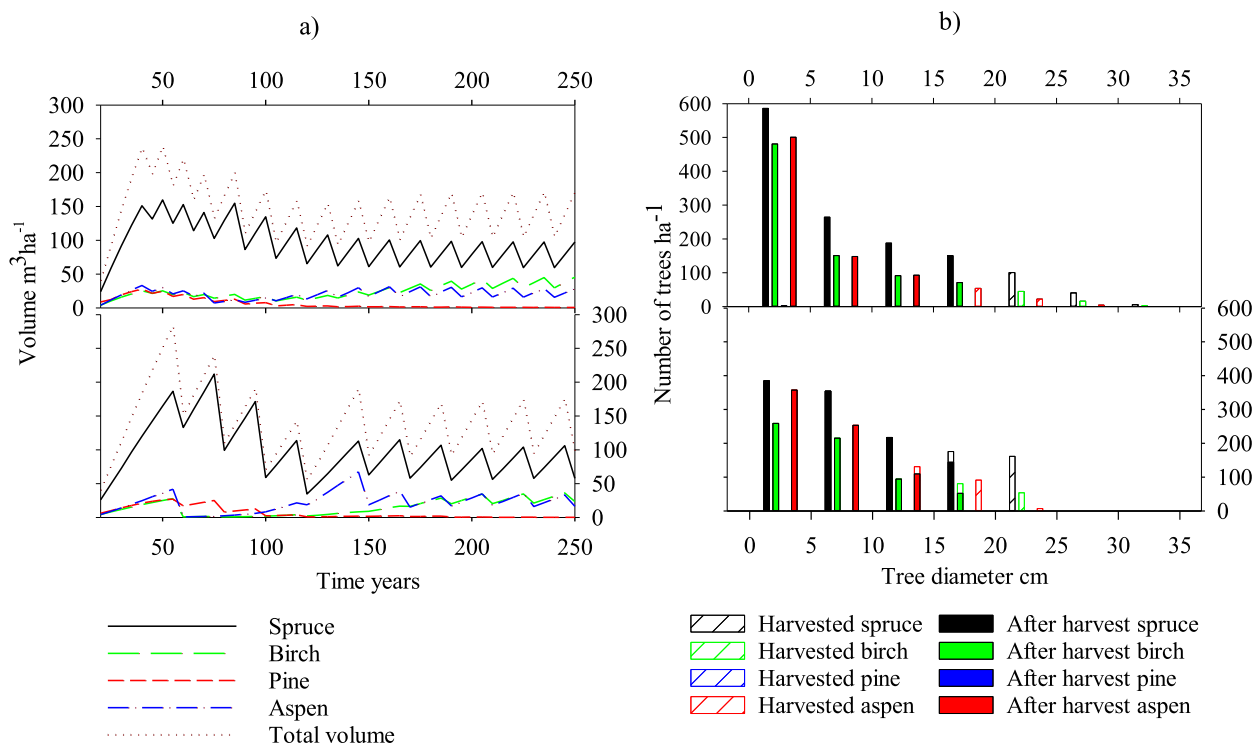 a)
50 100 150 200 250
300
250
200
150
100
50
0
300
250
200
150
100
50
0
Volume m³ha⁻¹
50 100 150 200 250
Time years
Spruce
Birch
Pine
Aspen
Total volume
b)
0 5 10 15 20 25 30 35
600
500
400
300
200
100
0
600
500
400
300
200
100
0
Number of trees ha⁻¹
0 5 10 15 20 25 30 35
Tree diameter cm
Harvested spruce After harvest spruce
Harvested birch After harvest birch
Harvested pine After harvest pine
Harvested aspen After harvest aspen